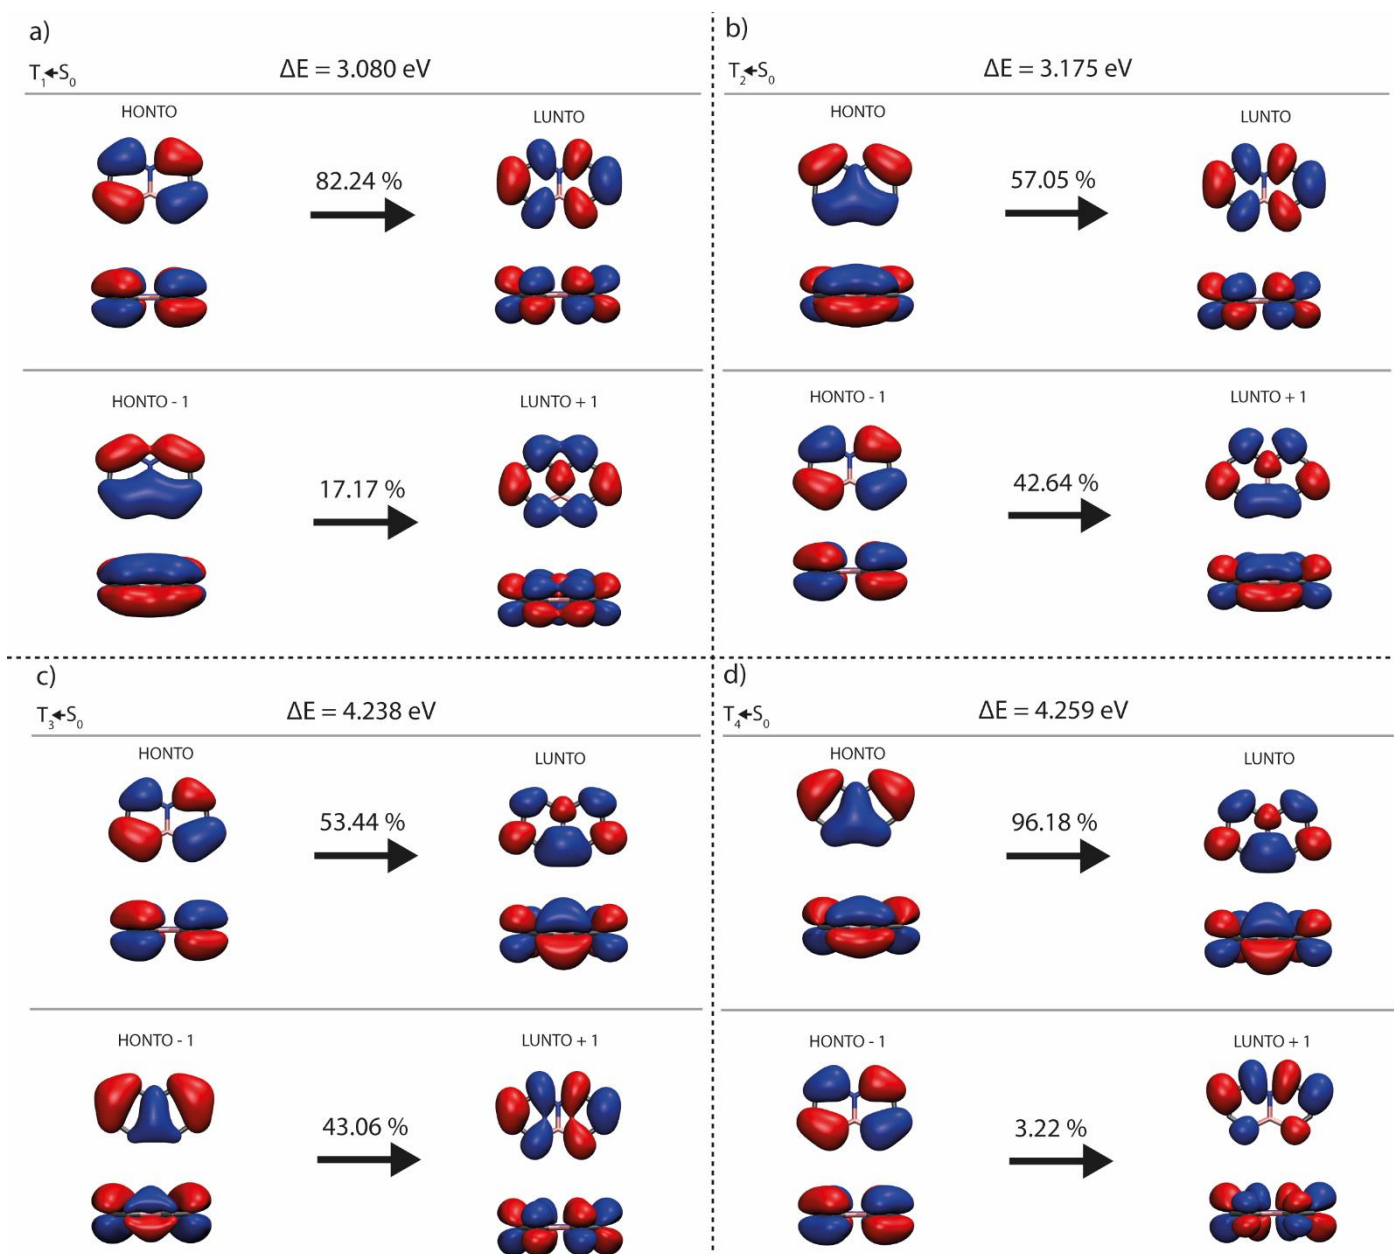 a)
T₁←S₀ ΔE = 3.080 eV
HONTO LUNTO
82.24 %
HONTO - 1 LUNTO + 1
17.17 %
b)
T₂←S₀ ΔE = 3.175 eV
HONTO LUNTO
57.05 %
HONTO - 1 LUNTO + 1
42.64 %
c)
T₃←S₀ ΔE = 4.238 eV
HONTO LUNTO
53.44 %
HONTO - 1 LUNTO + 1
43.06 %
d)
T₄←S₀ ΔE = 4.259 eV
HONTO LUNTO
96.18 %
HONTO - 1 LUNTO + 1
3.22 %